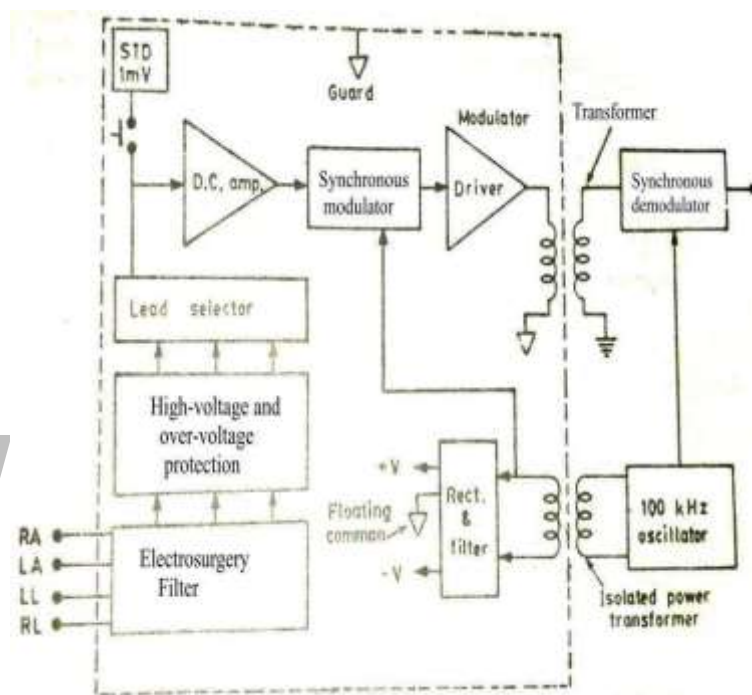 STD
1mV
Guard
Modulator
Transformer
D.C. amp.
Synchronous
modulator
Driver
Synchronous
demodulator
Lead selector
High-voltage and
over-voltage
protection
+V
Floating
common
-V
Rect.
&
filter
100 kHz
oscillator
RA
LA
LL
RL
Electrosurgery
Filter
Isolated power
transformer